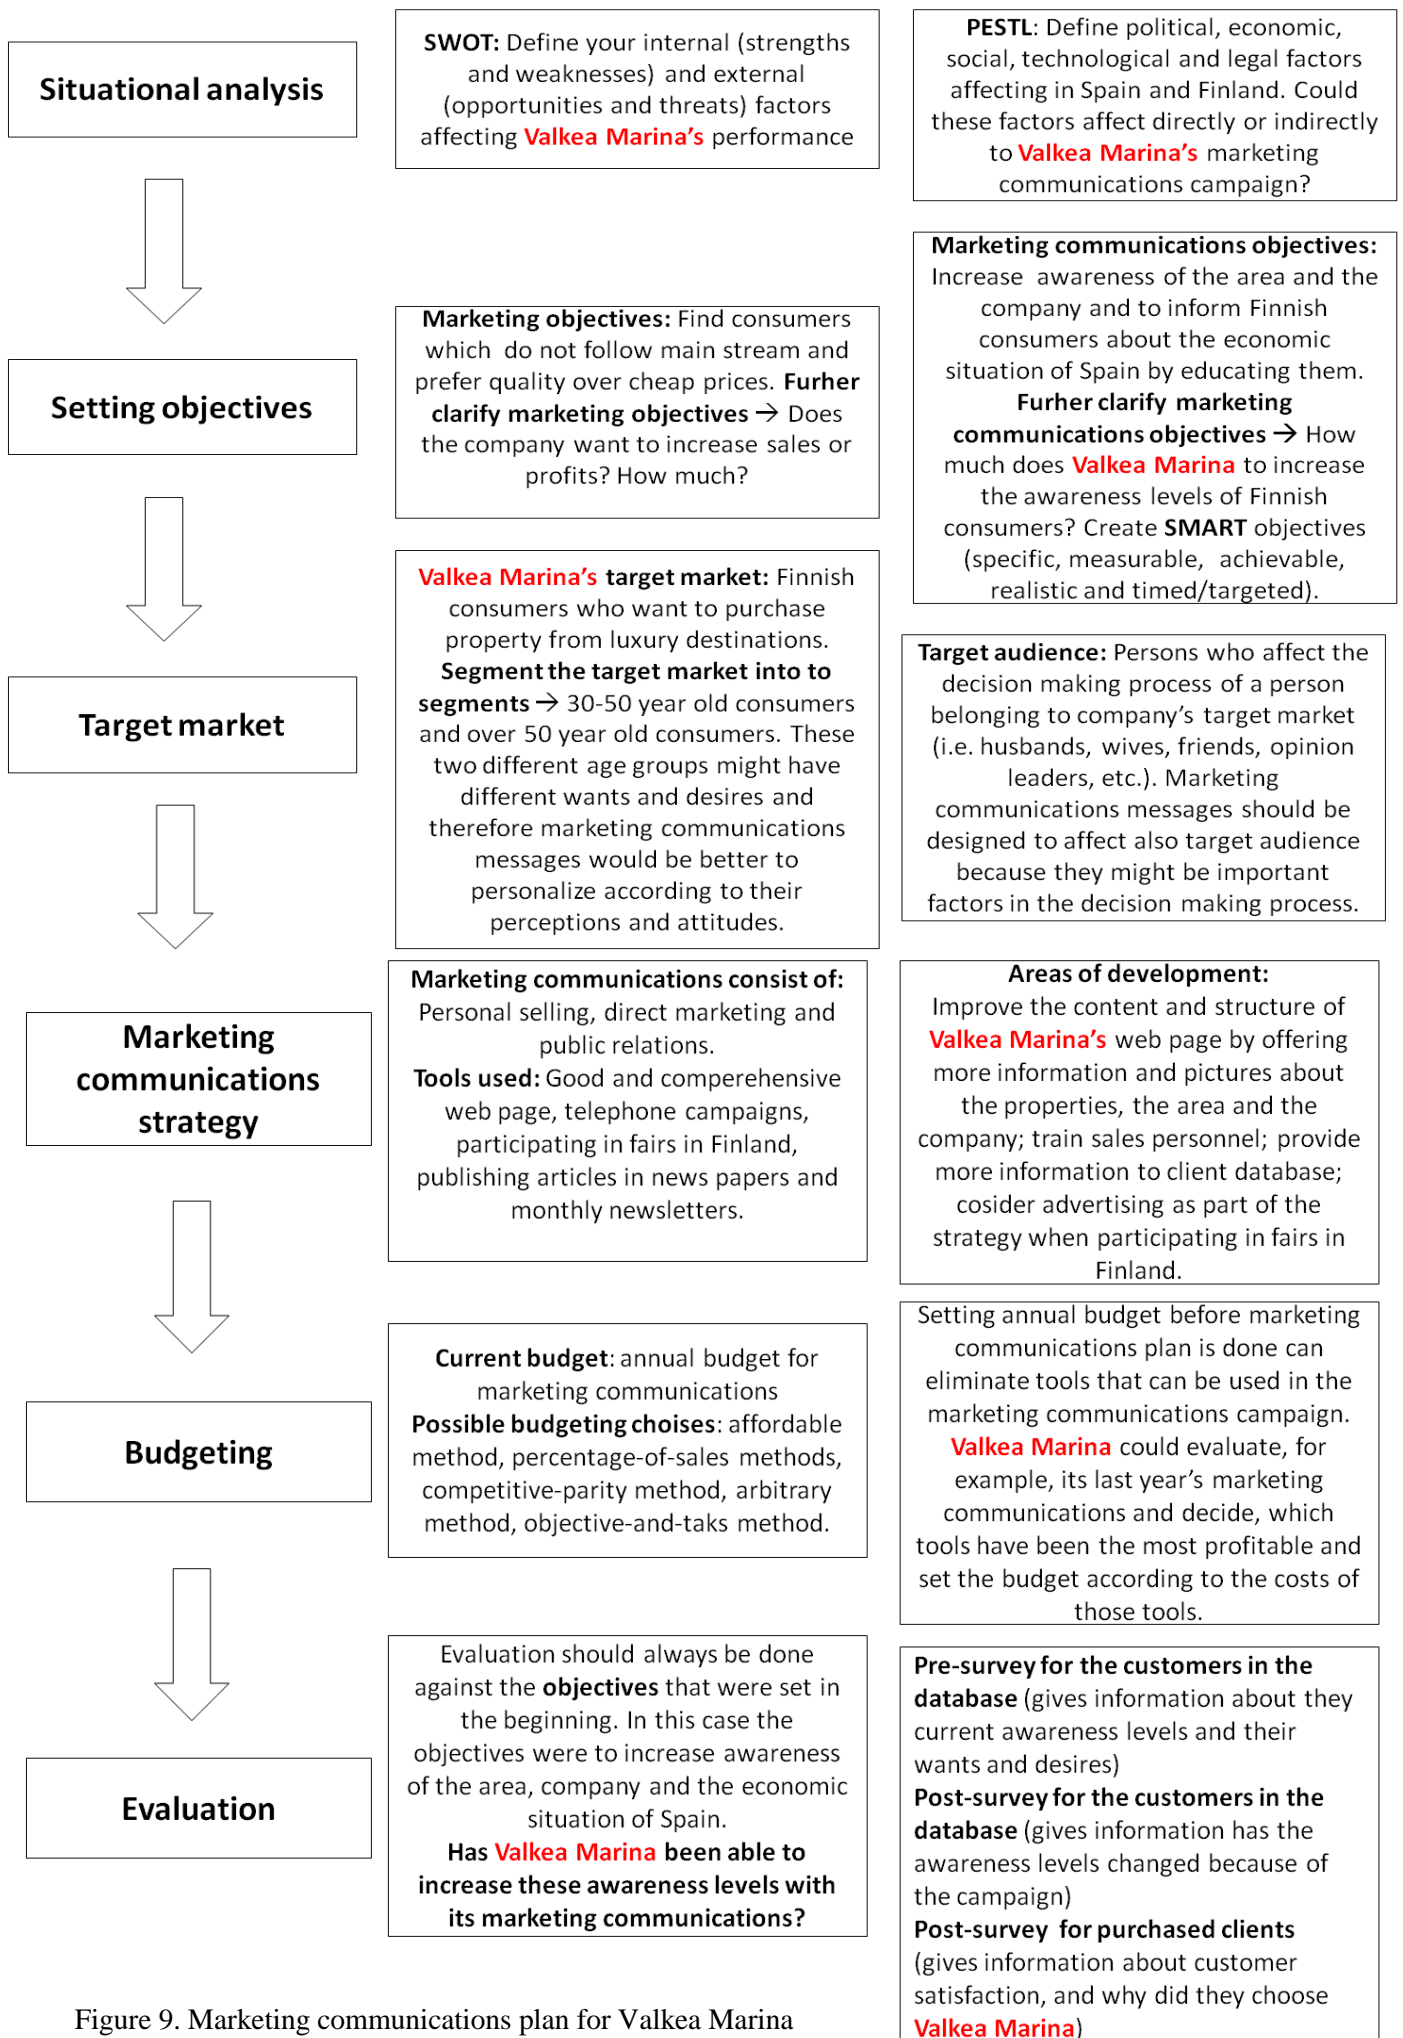 Situational analysis
SWOT: Define your internal (strengths
and weaknesses) and external
(opportunities and threats) factors
affecting Valkea Marina’s performance
PESTL: Define political, economic,
social, technological and legal factors
affecting in Spain and Finland. Could
these factors affect directly or indirectly
to Valkea Marina’s marketing
communications campaign?
Setting objectives
Marketing objectives: Find consumers
which do not follow main stream and
prefer quality over cheap prices. Furher
clarify marketing objectives → Does
the company want to increase sales or
profits? How much?
Marketing communications objectives:
Increase awareness of the area and the
company and to inform Finnish
consumers about the economic
situation of Spain by educating them.
Furher clarify marketing
communications objectives → How
much does Valkea Marina to increase
the awareness levels of Finnish
consumers? Create SMART objectives
(specific, measurable, achievable,
realistic and timed/targeted).
Target market
Valkea Marina’s target market: Finnish
consumers who want to purchase
property from luxury destinations.
Segment the target market into to
segments → 30-50 year old consumers
and over 50 year old consumers. These
two different age groups might have
different wants and desires and
therefore marketing communications
messages would be better to
personalize according to their
perceptions and attitudes.
Target audience: Persons who affect the
decision making process of a person
belonging to company’s target market
(i.e. husbands, wives, friends, opinion
leaders, etc.). Marketing
communications messages should be
designed to affect also target audience
because they might be important
factors in the decision making process.
Marketing
communications
strategy
Marketing communications consist of:
Personal selling, direct marketing and
public relations.
Tools used: Good and comperehensive
web page, telephone campaigns,
participating in fairs in Finland,
publishing articles in news papers and
monthly newsletters.
Areas of development:
Improve the content and structure of
Valkea Marina’s web page by offering
more information and pictures about
the properties, the area and the
company; train sales personnel; provide
more information to client database;
cosider advertising as part of the
strategy when participating in fairs in
Finland.
Budgeting
Current budget: annual budget for
marketing communications
Possible budgeting choises: affordable
method, percentage-of-sales methods,
competitive-parity method, arbitrary
method, objective-and-taks method.
Setting annual budget before marketing
communications plan is done can
eliminate tools that can be used in the
marketing communications campaign.
Valkea Marina could evaluate, for
example, its last year’s marketing
communications and decide, which
tools have been the most profitable and
set the budget according to the costs of
those tools.
Evaluation
Evaluation should always be done
against the objectives that were set in
the beginning. In this case the
objectives were to increase awareness
of the area, company and the economic
situation of Spain.
Has Valkea Marina been able to
increase these awareness levels with
its marketing communications?
Pre-survey for the customers in the
database (gives information about they
current awareness levels and their
wants and desires)
Post-survey for the customers in the
database (gives information has the
awareness levels changed because of
the campaign)
Post-survey for purchased clients
(gives information about customer
satisfaction, and why did they choose
Valkea Marina)
Figure 9. Marketing communications plan for Valkea Marina